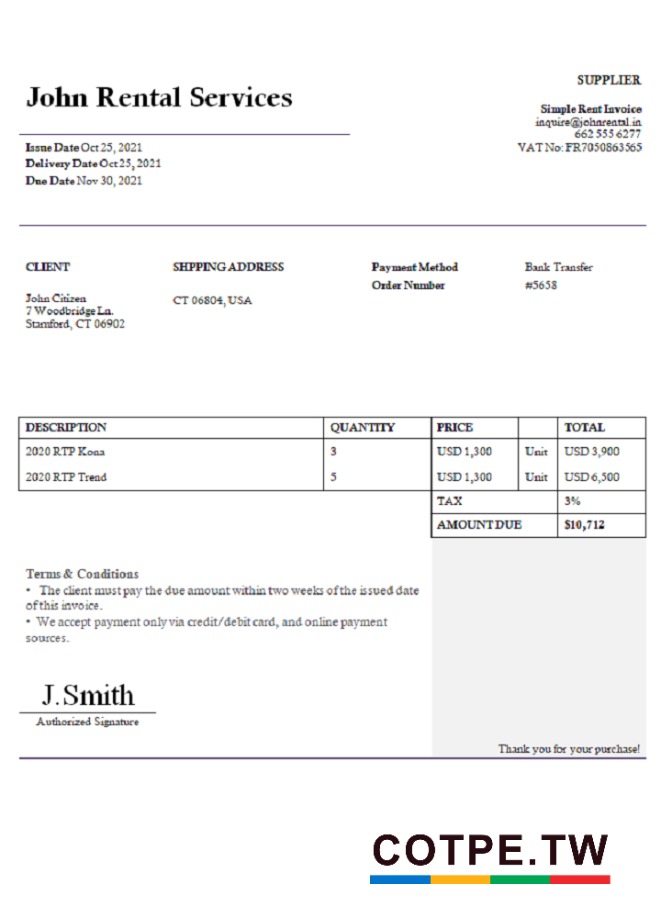 SUPPLIER
John Rental Services
Simple Rent Invoice
inquire@johnrental.in
662 555 6277
VAT No: FR7050863565
Issue Date Oct 25, 2021
Delivery Date Oct 25, 2021
Due Date Nov 30, 2021
CLIENT
John Citizen
7 Woodbridge Ln.
Stamford, CT 06902
SHPPING ADDRESS
CT 06804, USA
Payment Method Bank Transfer
Order Number #5658
DESCRIPTION QUANTITY PRICE TOTAL
2020 RTP Kona 3 USD 1,300 Unit USD 3,900
2020 RTP Trend 5 USD 1,300 Unit USD 6,500
TAX 3%
AMOUNT DUE $10,712
Terms & Conditions
• The client must pay the due amount within two weeks of the issued date
of this invoice.
• We accept payment only via credit/debit card, and online payment
sources.
J. Smith
Authorized Signature
Thank you for your purchase!
COTPE.TW